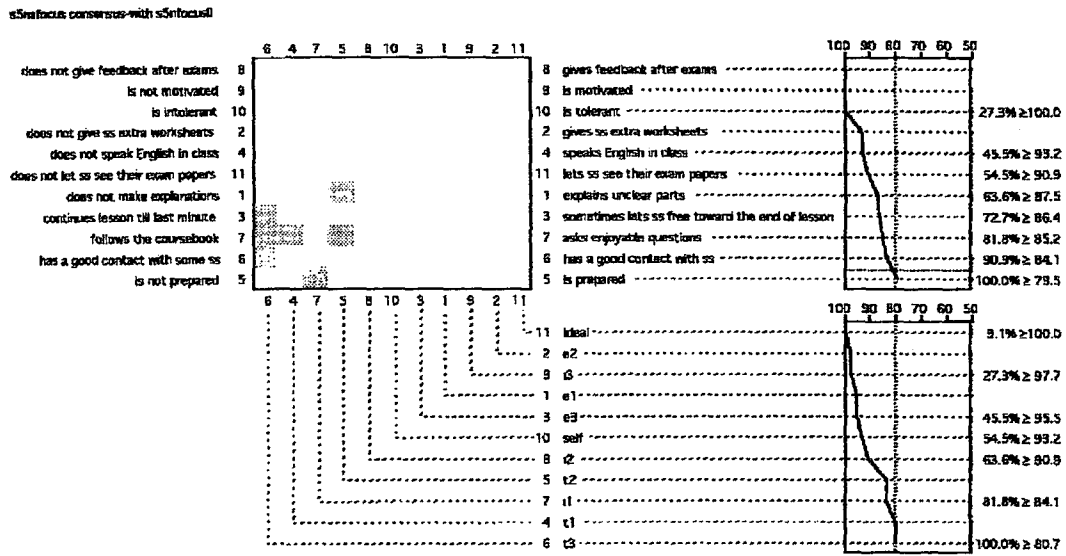 6 4 7 5 8 10 3 1 9 2 11
100 90 80 70 60 50
does not give feedback after exams 8 8 gives feedback after exams
is not motivated 9 9 is motivated
is intolerant 10 10 is tolerant 27.3% ≥100.0
does not give ss extra worksheets 2 2 gives ss extra worksheets
does not speak English in class 4 4 speaks English in class 45.5% ≥ 93.2
does not let ss see their exam papers 11 11 lets ss see their exam papers 54.5% ≥ 90.9
does not make explanations 1 1 explains unclear parts 63.6% ≥ 87.5
continues lesson till last minute 3 3 sometimes lets ss free toward the end of lesson 72.7% ≥ 86.4
follows the coursebook 7 7 asks enjoyable questions 81.8% ≥ 85.2
has a good contact with some ss 6 6 has a good contact with ss 90.9% ≥ 84.1
is not prepared 5 5 is prepared 100.0% ≥ 79.5
6 4 7 5 8 10 3 1 9 2 11
100 90 80 70 60 50
11 Ideal 9.1% ≥100.0
2 e2
9 i3 27.3% ≥ 97.7
1 e1
3 e3 45.5% ≥ 95.5
10 self 54.5% ≥ 93.2
8 i2 63.6% ≥ 90.9
5 t2
7 i1 81.8% ≥ 84.1
4 t1
6 t3 100.0% ≥ 80.7